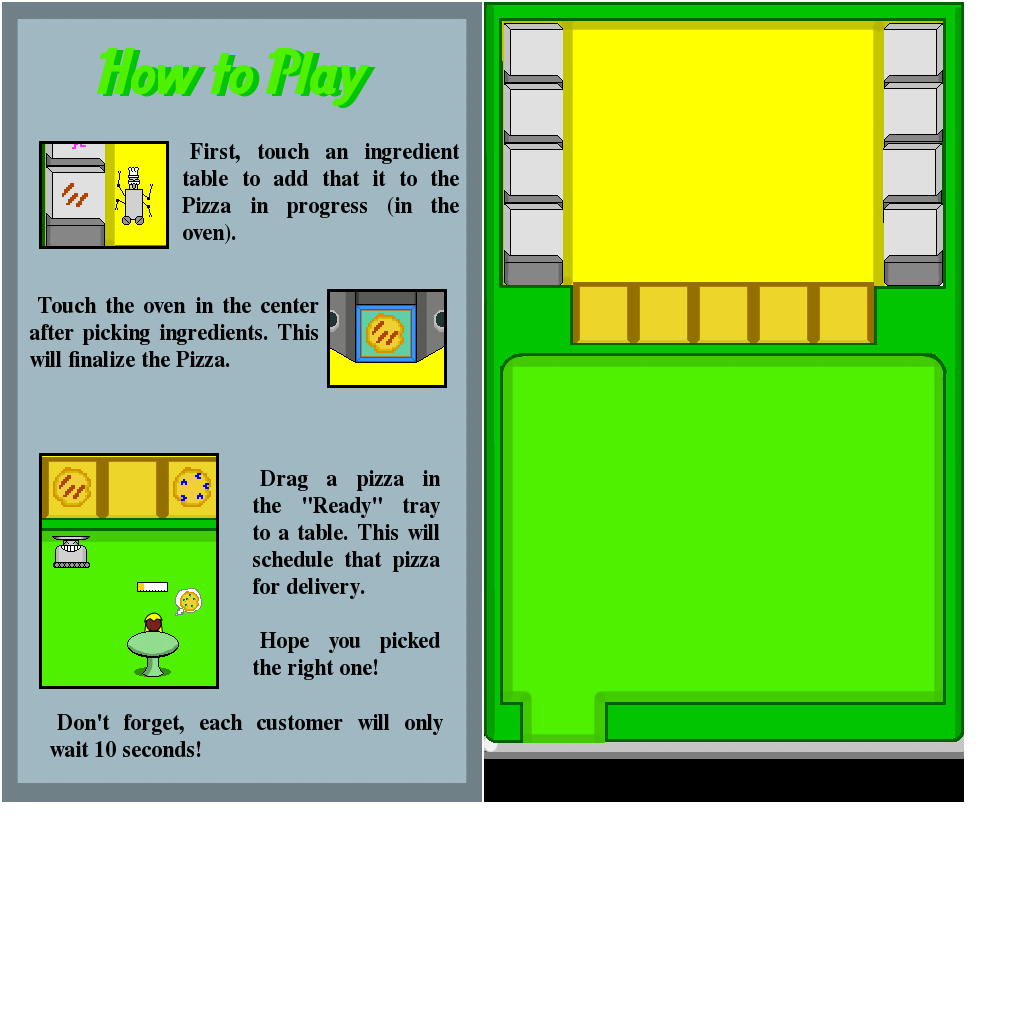 How to Play
First, touch an ingredient
table to add that it to the
Pizza in progress (in the
oven).
Touch the oven in the center
after picking ingredients. This
will finalize the Pizza.
Drag a pizza in
the "Ready" tray
to a table. This will
schedule that pizza
for delivery.
Hope you picked
the right one!
Don't forget, each customer will only
wait 10 seconds!